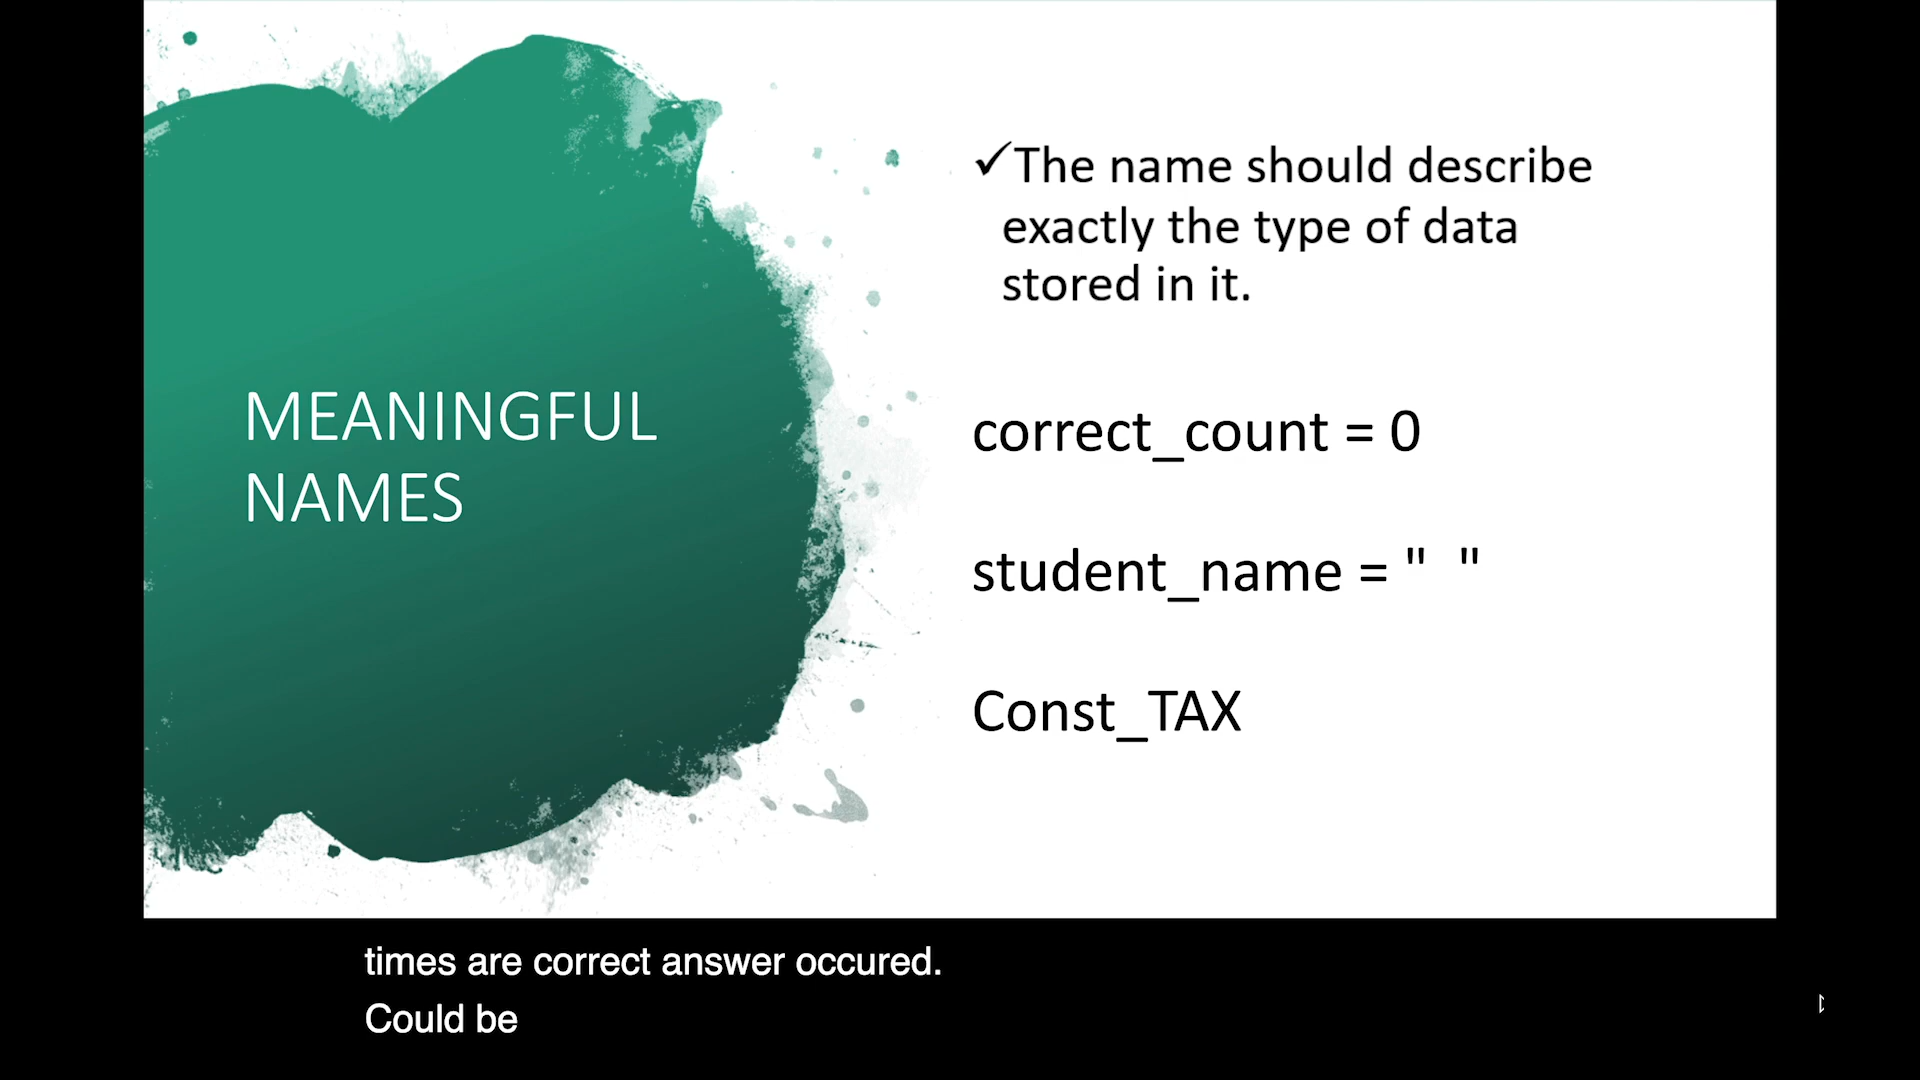 MEANINGFUL
NAMES
✓The name should describe
exactly the type of data
stored in it.
correct_count = 0
student_name = "  "
Const_TAX
times are correct answer occured.
Could be